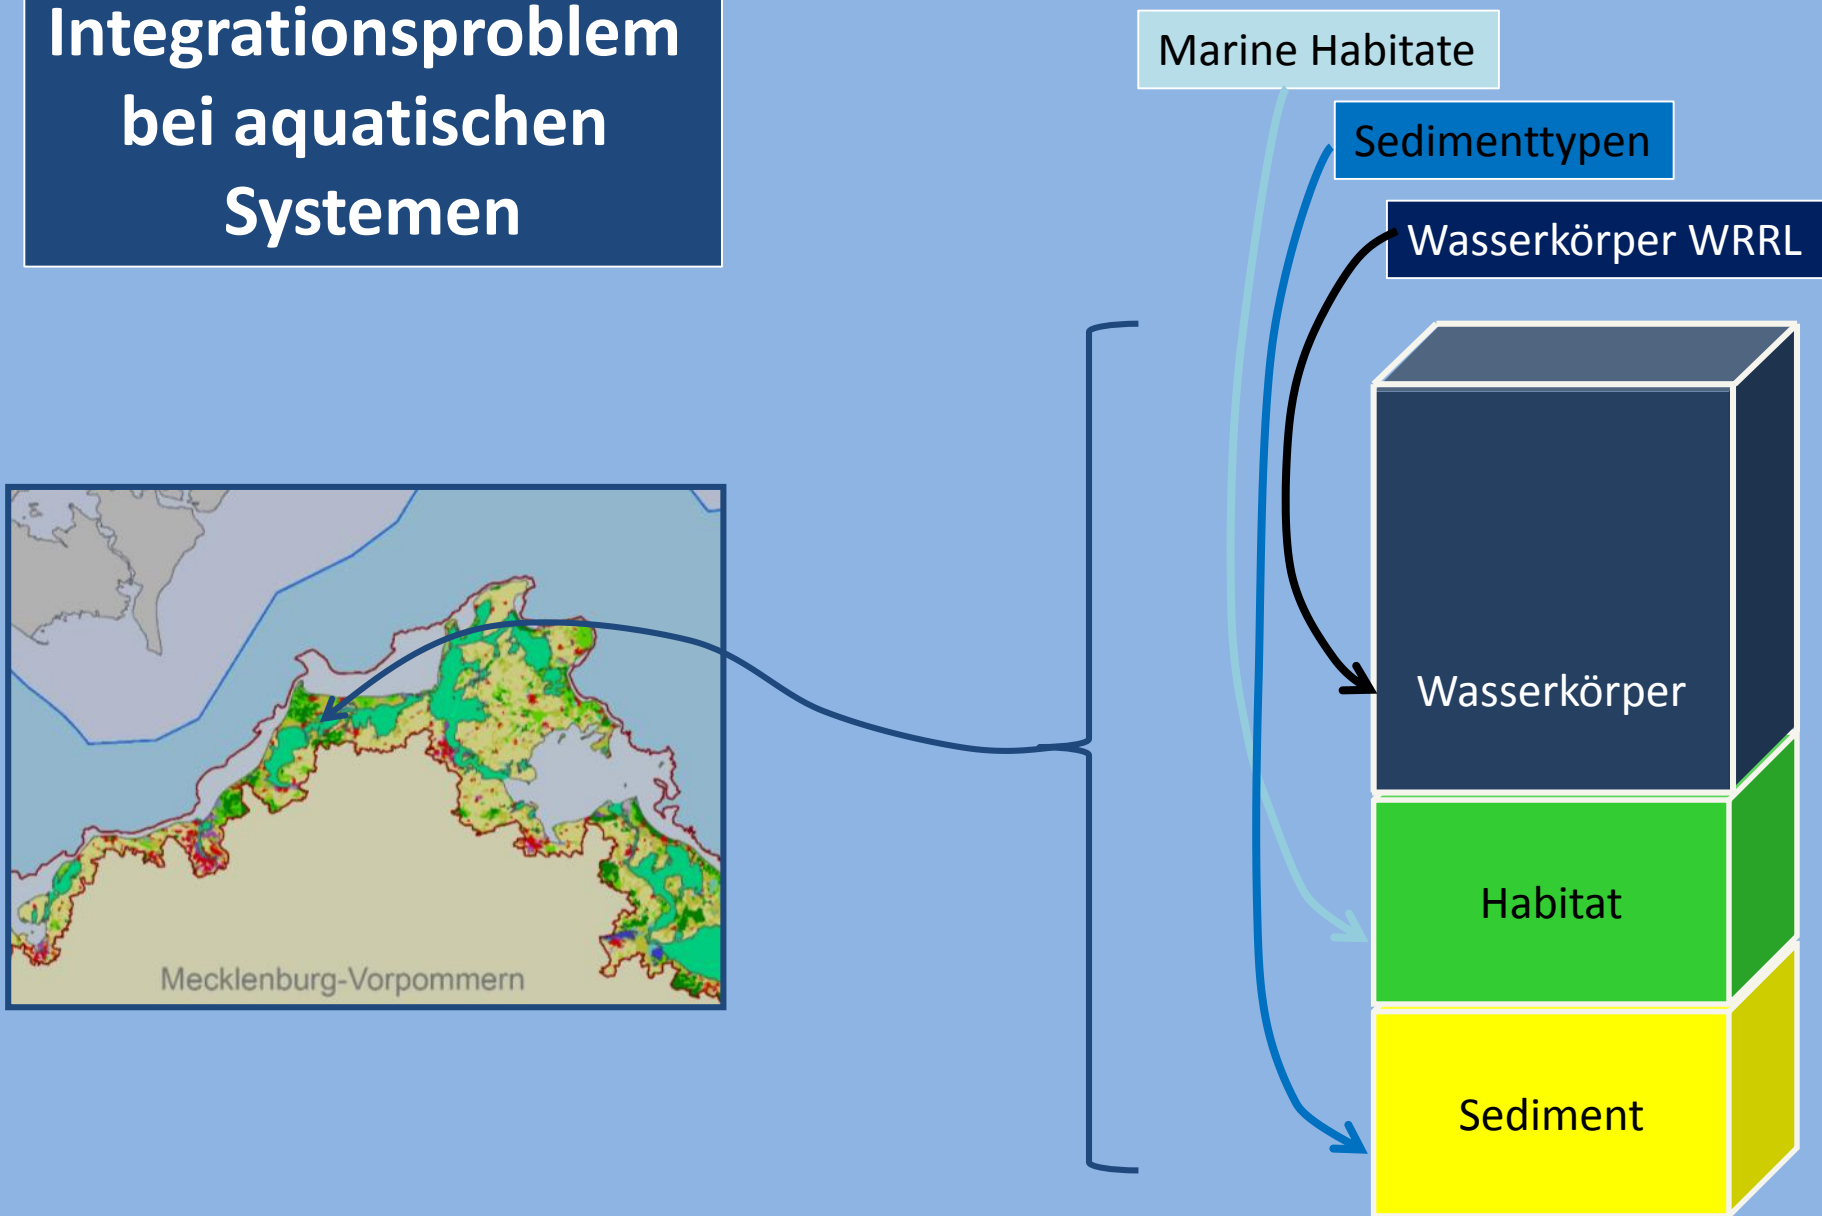 Integrationsproblem
bei aquatischen
Systemen
Marine Habitate
Sedimenttypen
Wasserkörper WRRL
Wasserkörper
Habitat
Sediment
Mecklenburg-Vorpommern